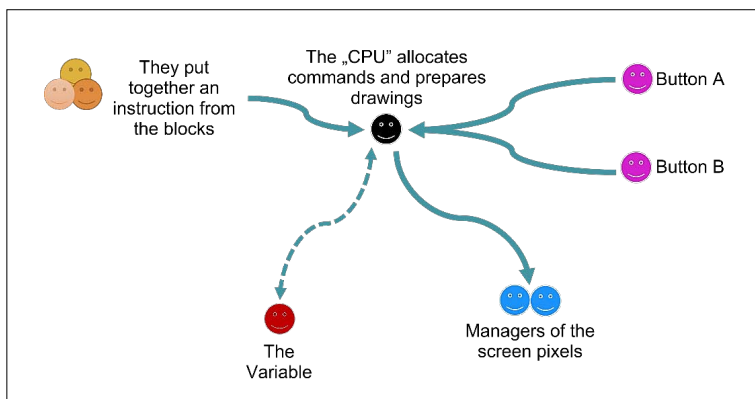 They put
together an
instruction from
the blocks
The „CPU” allocates
commands and prepares
drawings
Button A
Button B
The
Variable
Managers of the
screen pixels